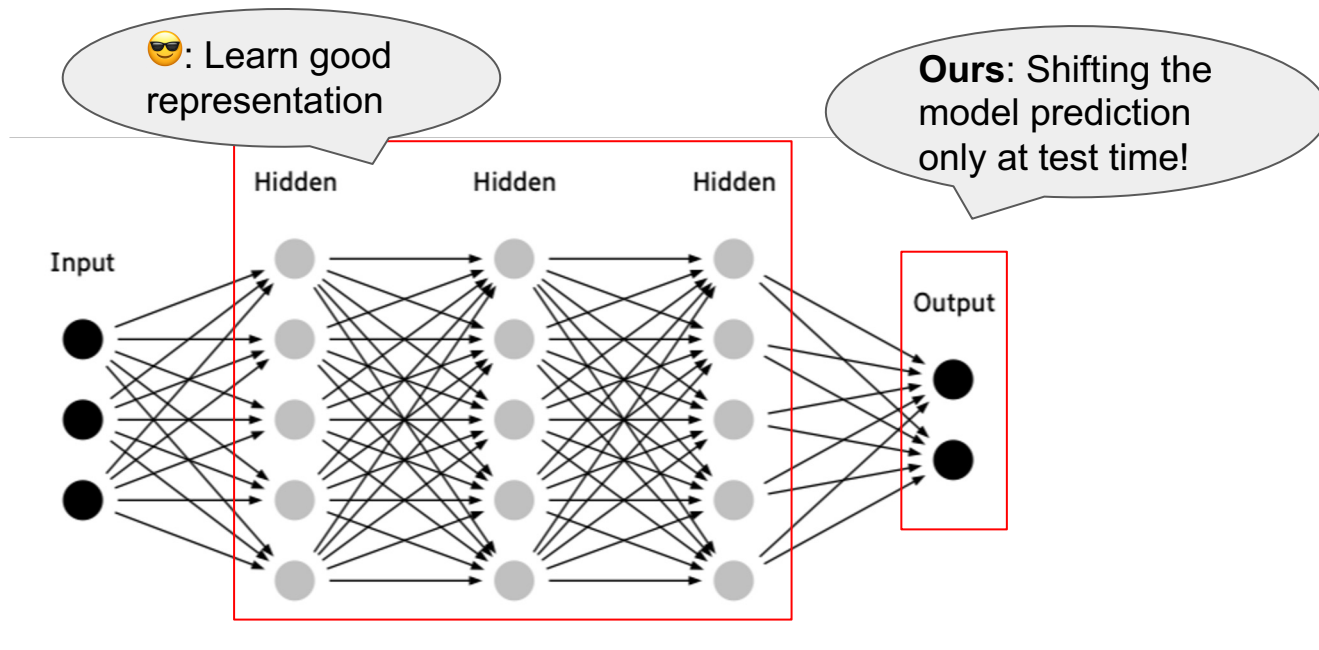 😎: Learn good
representation
Ours: Shifting the
model prediction
only at test time!
Hidden
Hidden
Hidden
Input
Output